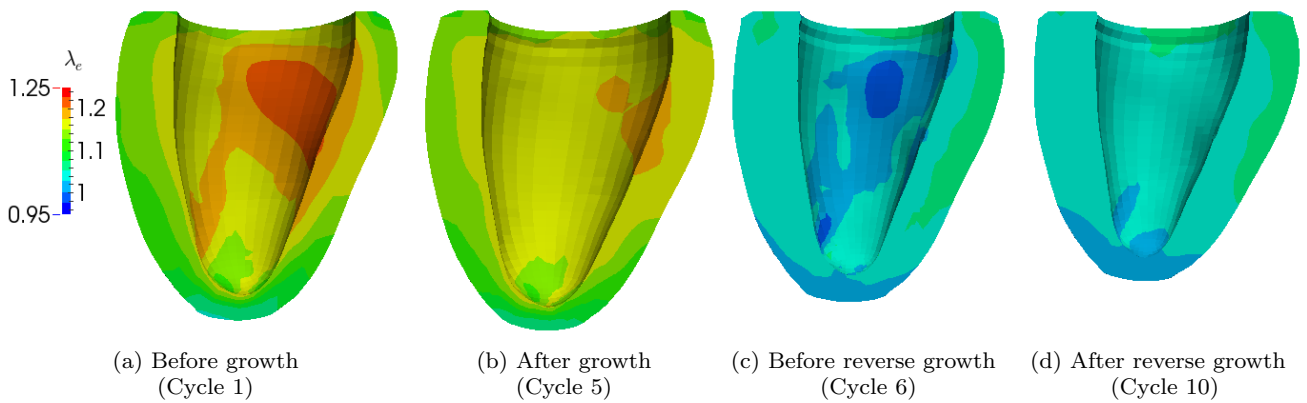 λₑ
1.25
1.2
1.1
1
0.95
(a) Before growth
(Cycle 1)
(b) After growth
(Cycle 5)
(c) Before reverse growth
(Cycle 6)
(d) After reverse growth
(Cycle 10)